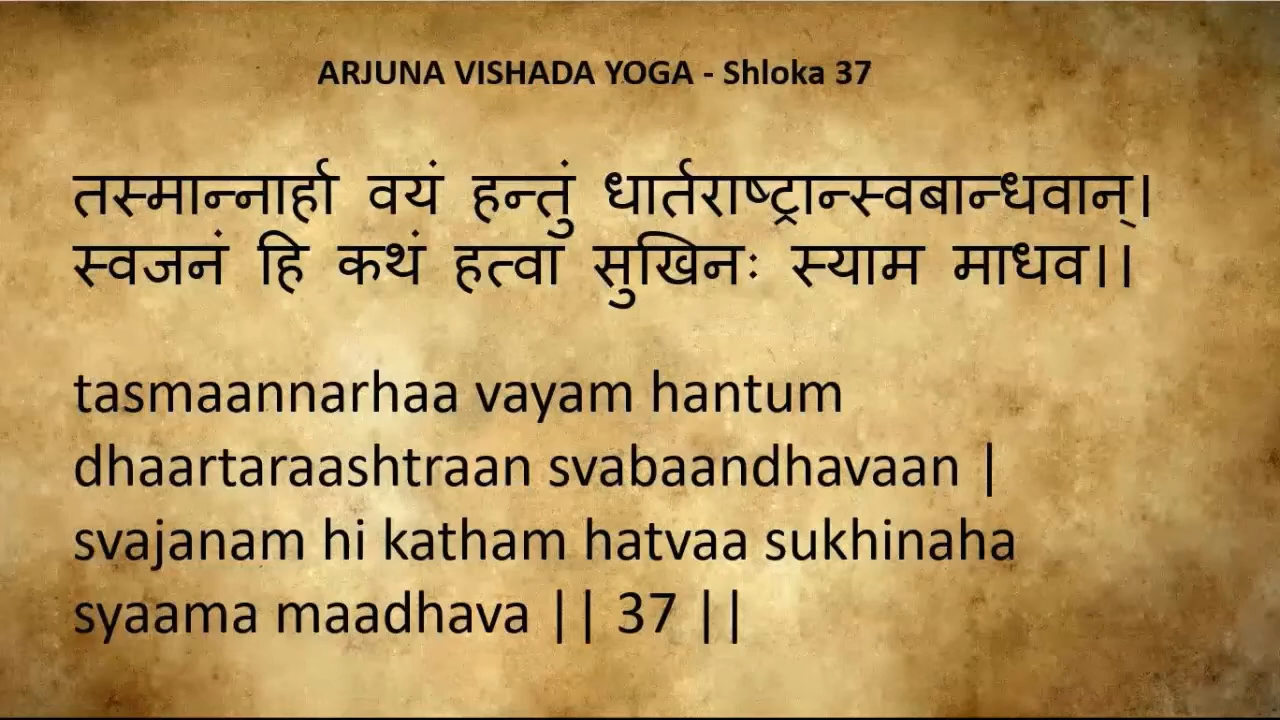 ARJUNA VISHADA YOGA - Shloka 37
तस्मान्नार्हा वयं हन्तुं धार्तराष्ट्रान्स्वबान्धवान्।
स्वजनं हि कथं हत्वा सुखिनः स्याम माधव।।
tasmaannarhaa vayam hantum
dhaartaraashtraan svabaandhavaan |
svajanam hi katham hatvaa sukhinaha
syaama maadhava || 37 ||